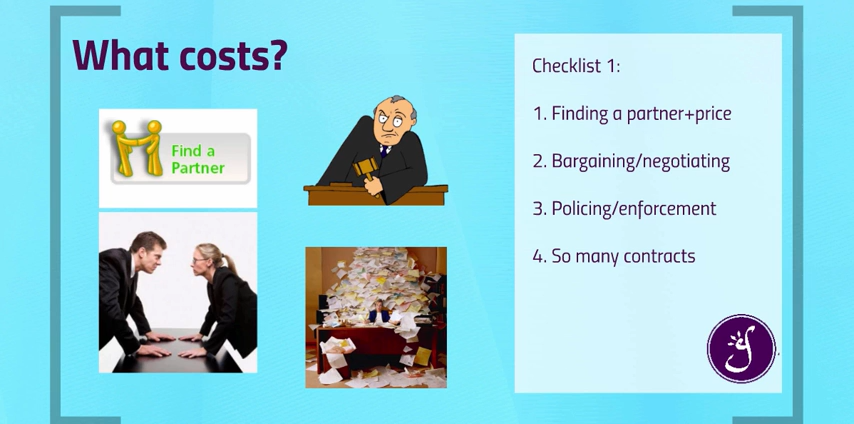 What costs?
Find a
Partner
Checklist 1:
1. Finding a partner+price
2. Bargaining/negotiating
3. Policing/enforcement
4. So many contracts